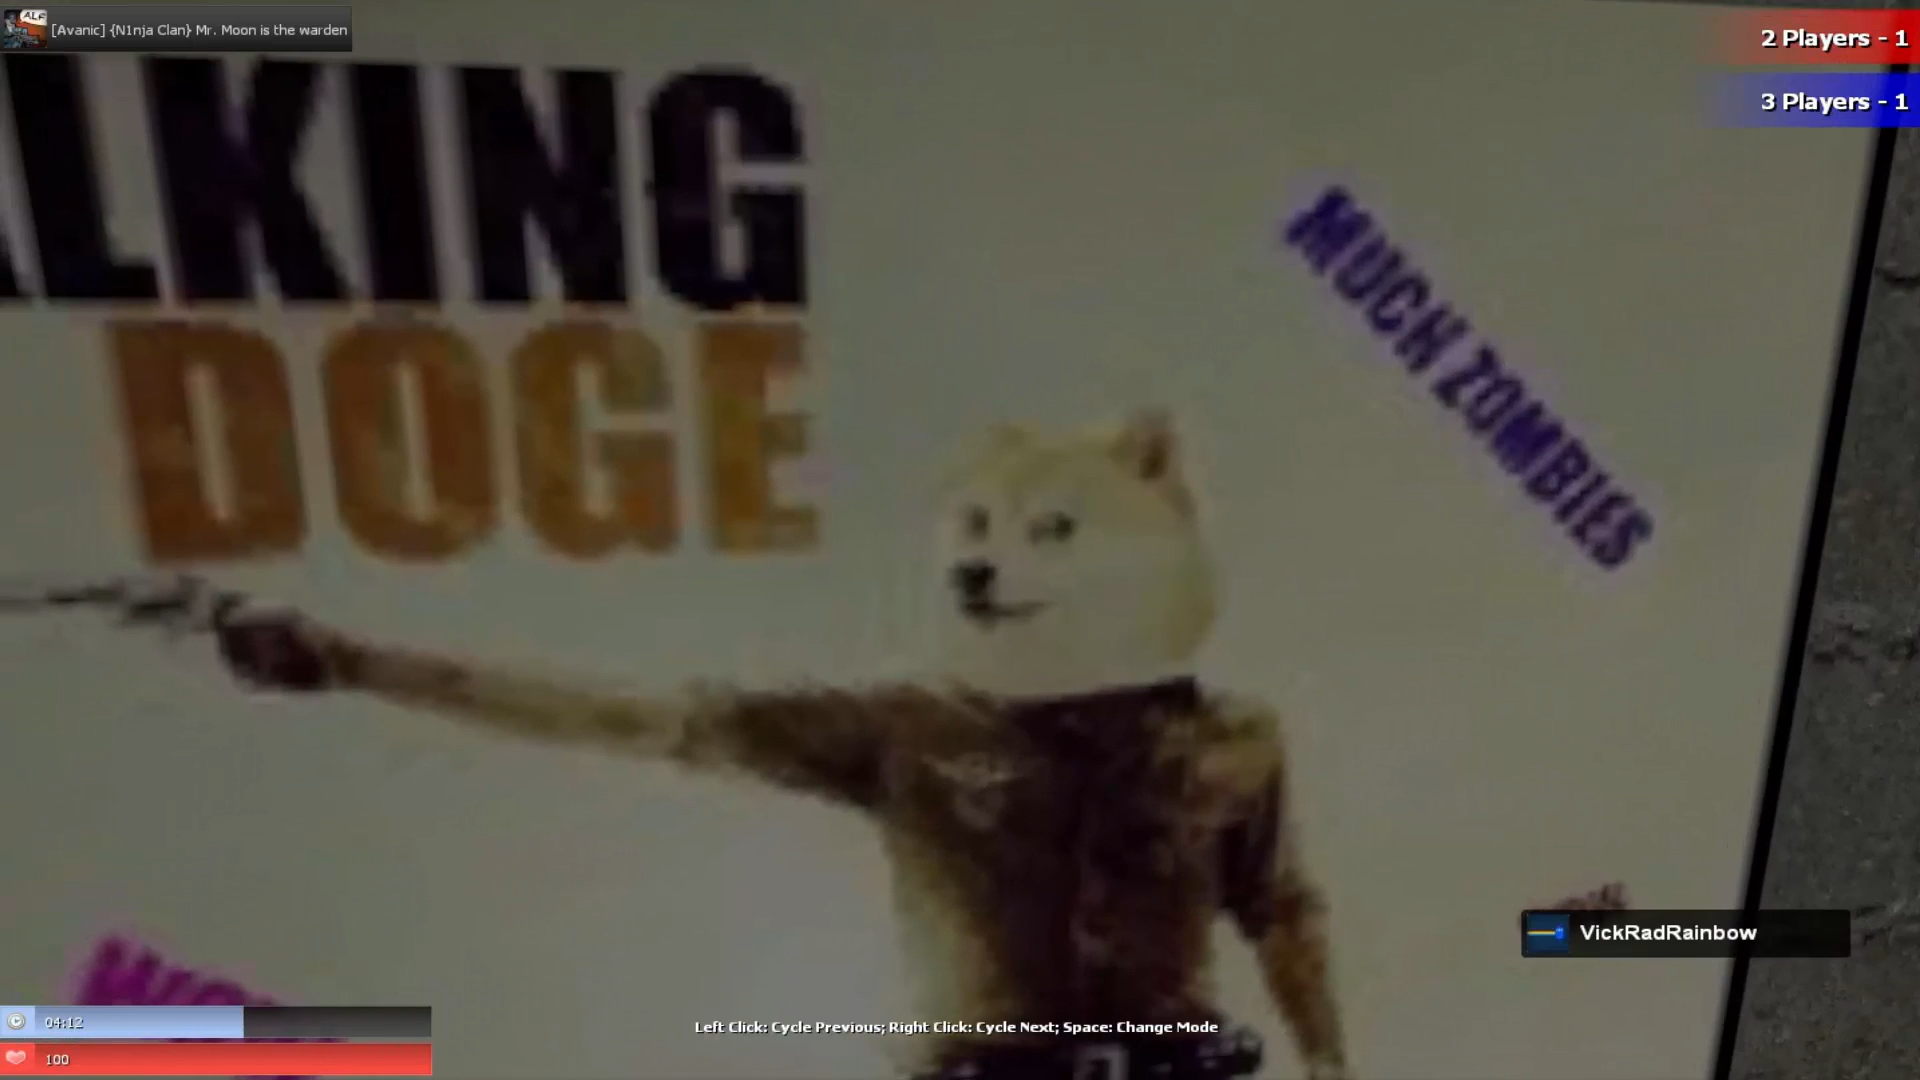 ALF
[Avanic] {N1nja Clan} Mr. Moon is the warden
2 Players - 1
3 Players - 1
LKING
DOGE
MUCH ZOMBIES
VickRadRainbow
04:12
100
Left Click: Cycle Previous; Right Click: Cycle Next; Space: Change Mode